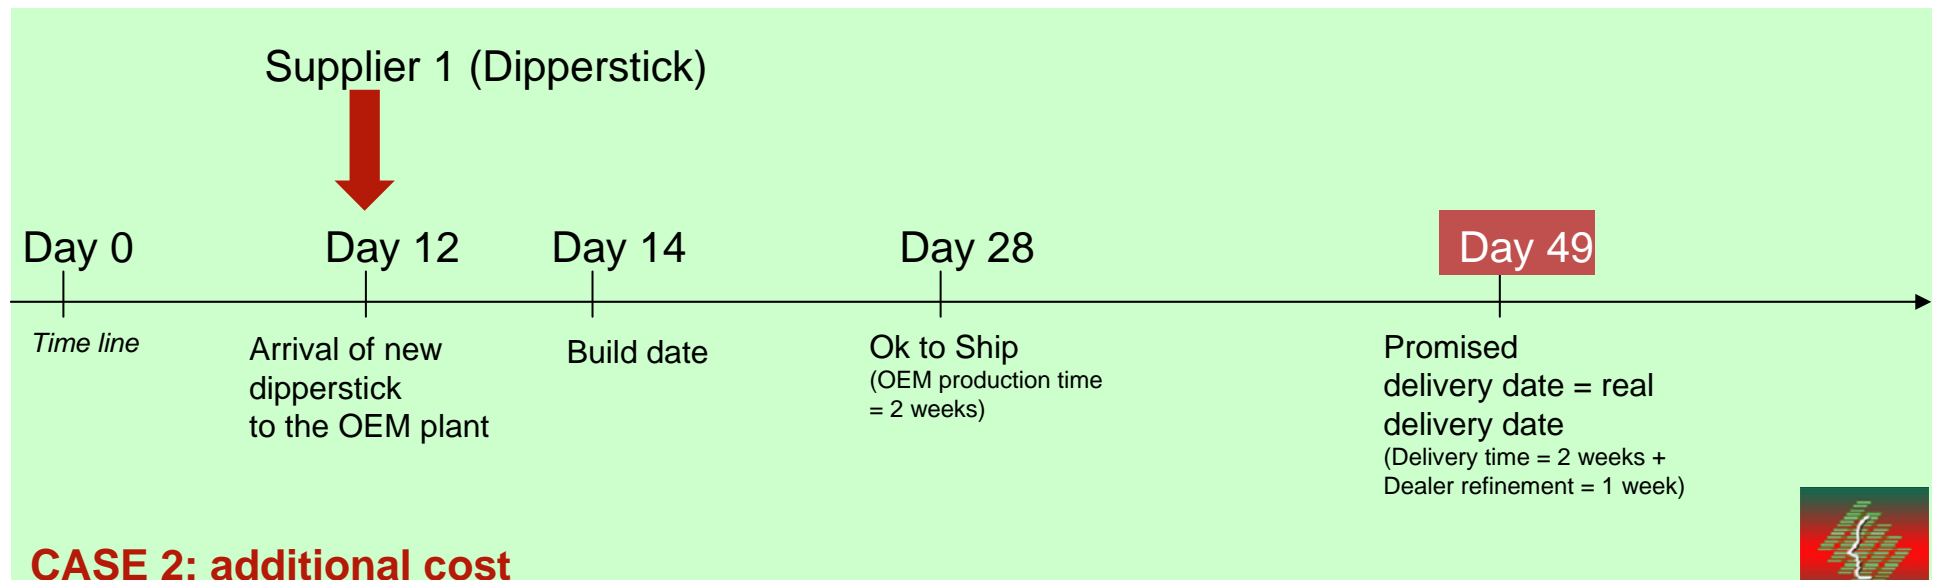 Supplier 1 (Dipperstick)
Day 0
Day 12
Day 14
Day 28
Day 49
Time line
Arrival of new
dipperstick
to the OEM plant
Build date
Ok to Ship
(OEM production time
= 2 weeks)
Promised
delivery date = real
delivery date
(Delivery time = 2 weeks +
Dealer refinement = 1 week)
CASE 2: additional cost